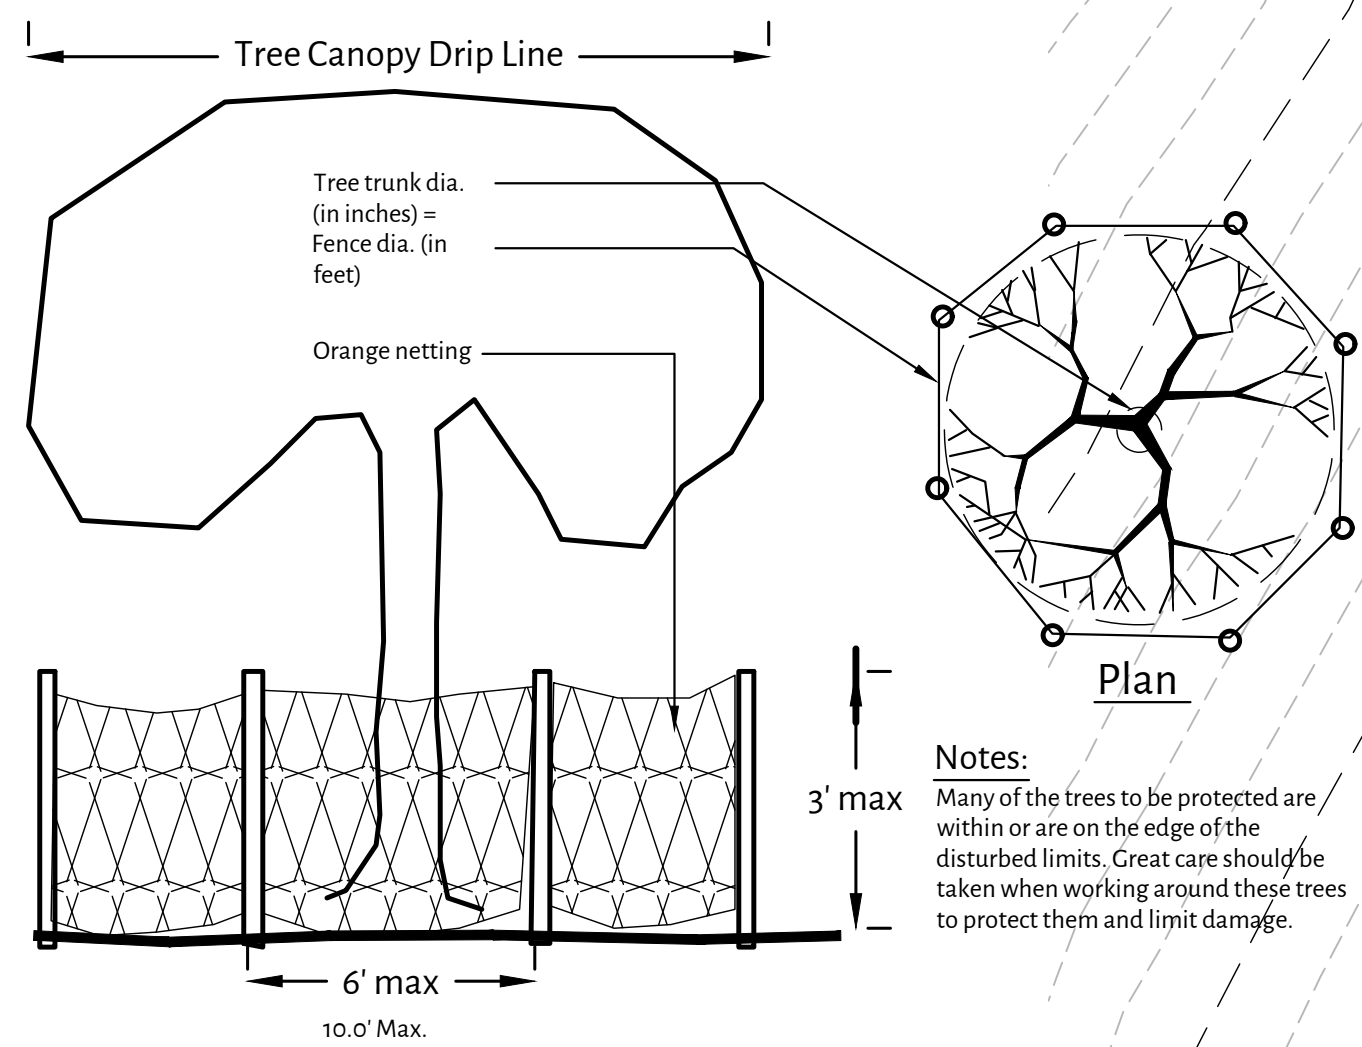 Tree Canopy Drip Line
Tree trunk dia.
(in inches) =
Fence dia. (in
feet)
Orange netting
Plan
3' max
Notes:
Many of the trees to be protected are
within or are on the edge of the
disturbed limits. Great care should be
taken when working around these trees
to protect them and limit damage.
6' max
10.0' Max.